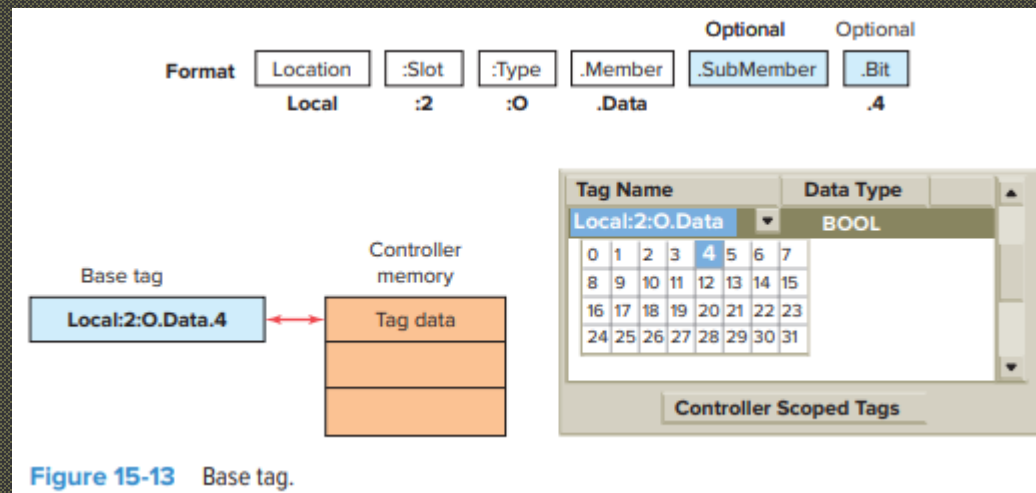 Optional Optional
Format Location :Slot :Type .Member .SubMember .Bit
Local :2 :O .Data .4
Tag Name Data Type
Local:2:O.Data BOOL
0 1 2 3 4 5 6 7
8 9 10 11 12 13 14 15
16 17 18 19 20 21 22 23
24 25 26 27 28 29 30 31
Controller Scoped Tags
Base tag
Controller
memory
Local:2:O.Data.4
Tag data
Figure 15-13 Base tag.